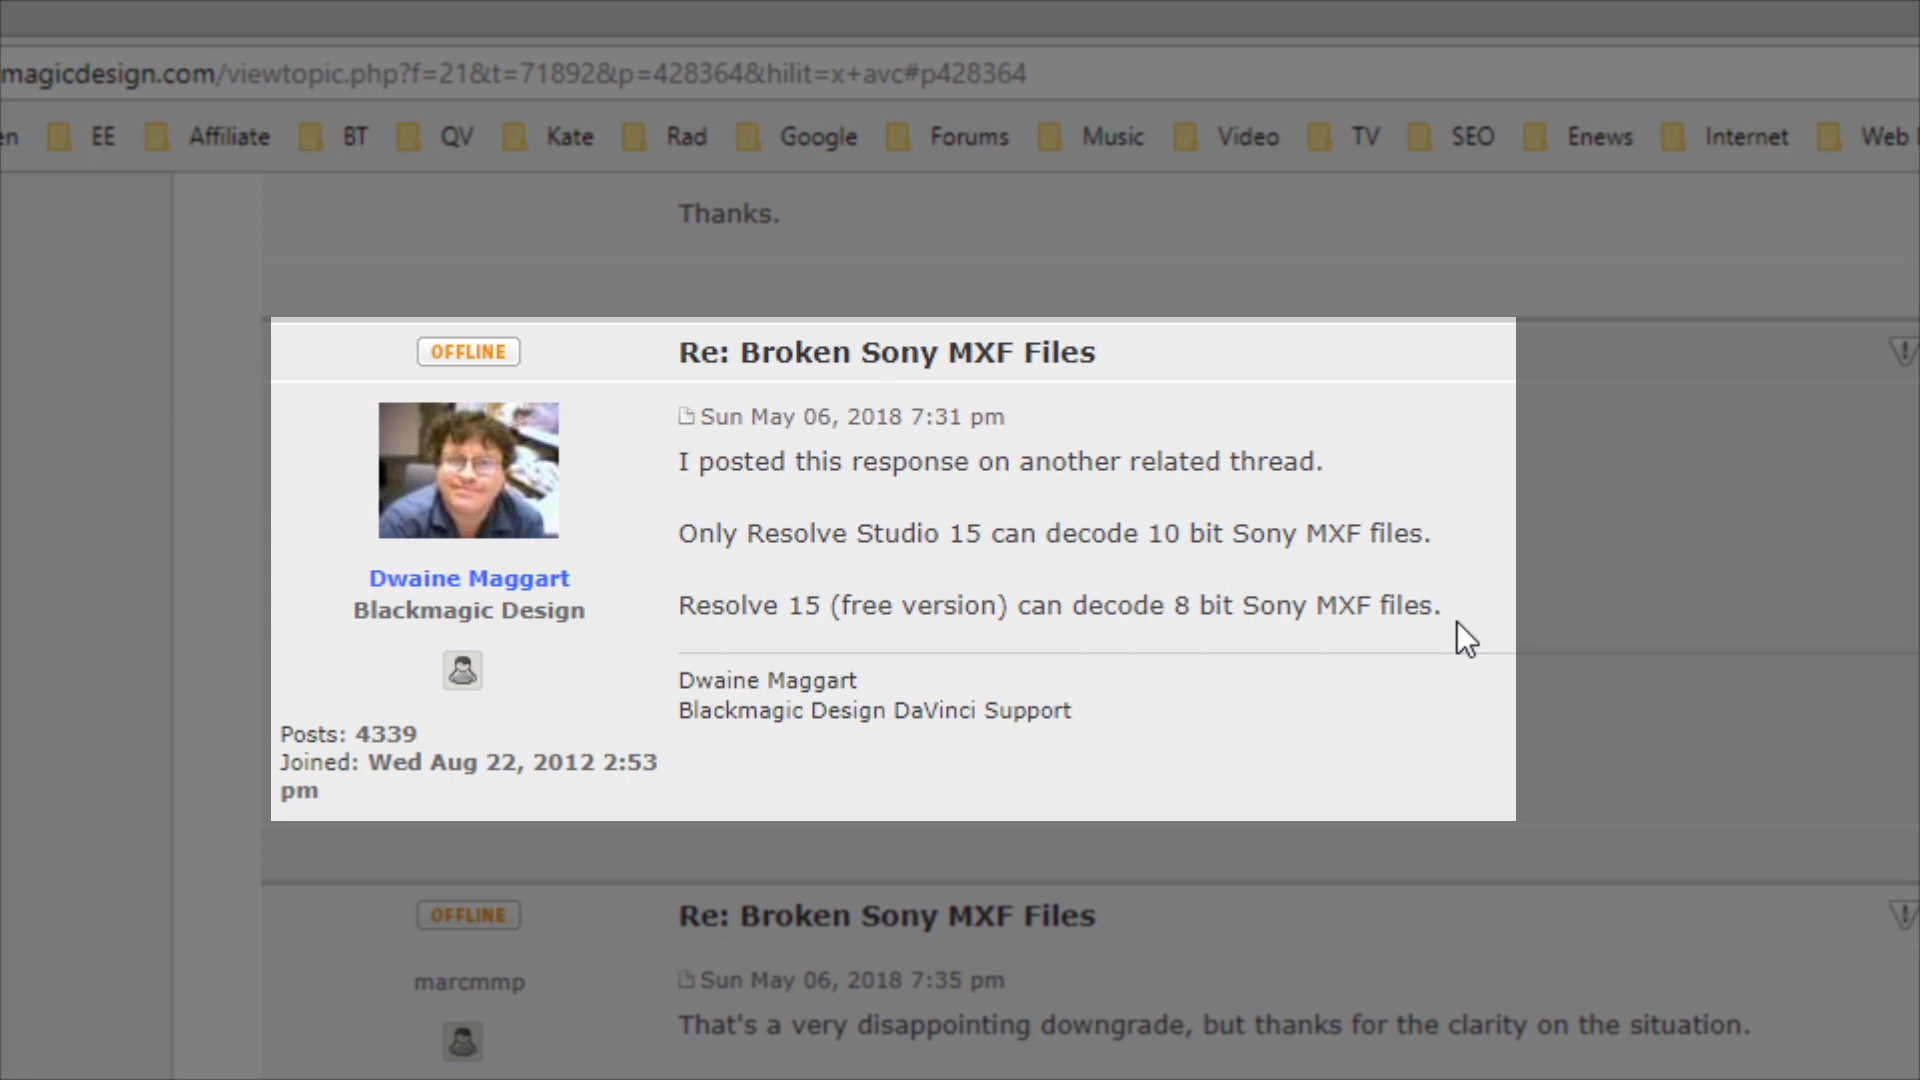 magicdesign.com/viewtopic.php?f=21&t=71892&p=428364&hilit=x+avc#p428364
en EE Affiliate BT QV Kate Rad Google Forums Music Video TV SEO Enews Internet Web
Thanks.
OFFLINE
Re: Broken Sony MXF Files
Sun May 06, 2018 7:31 pm
I posted this response on another related thread.
Only Resolve Studio 15 can decode 10 bit Sony MXF files.
Resolve 15 (free version) can decode 8 bit Sony MXF files.
Dwaine Maggart
Blackmagic Design DaVinci Support
Dwaine Maggart
Blackmagic Design
Posts: 4339
Joined: Wed Aug 22, 2012 2:53
pm
OFFLINE
Re: Broken Sony MXF Files
marcmmp
Sun May 06, 2018 7:35 pm
That's a very disappointing downgrade, but thanks for the clarity on the situation.